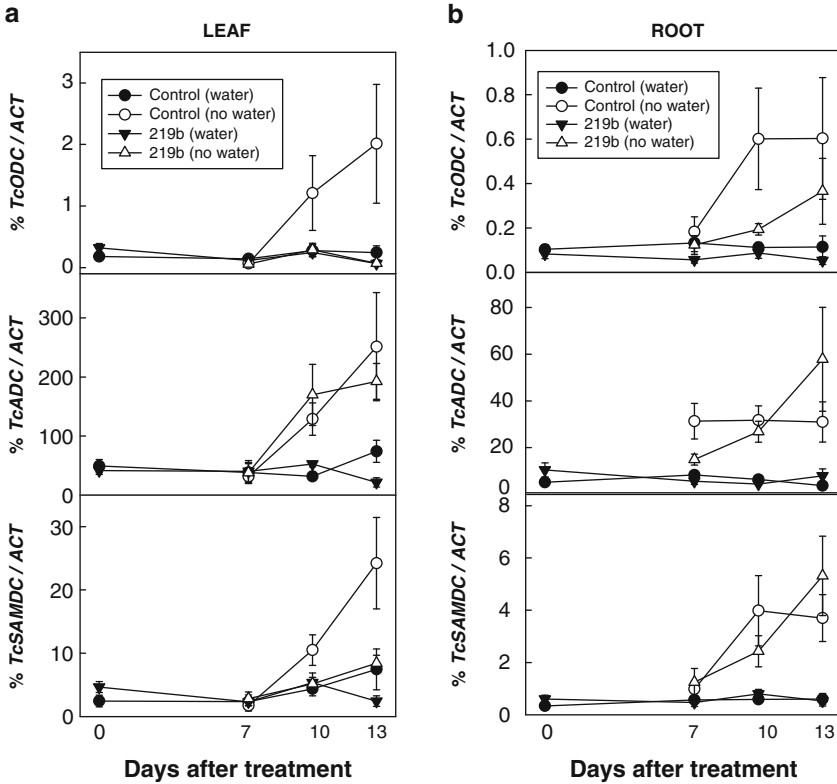 a
LEAF
% TcODC / ACT
3
2
1
0
Control (water)
Control (no water)
219b (water)
219b (no water)
% TcADC / ACT
300
200
100
0
% TcSAMDC / ACT
30
20
10
0
0
7
10
13
Days after treatment
b
ROOT
% TcODC / ACT
1.0
0.8
0.6
0.4
0.2
0.0
Control (water)
Control (no water)
219b (water)
219b (no water)
% TcADC / ACT
80
60
40
20
0
% TcSAMDC / ACT
8
6
4
2
0.0
0
7
10
13
Days after treatment